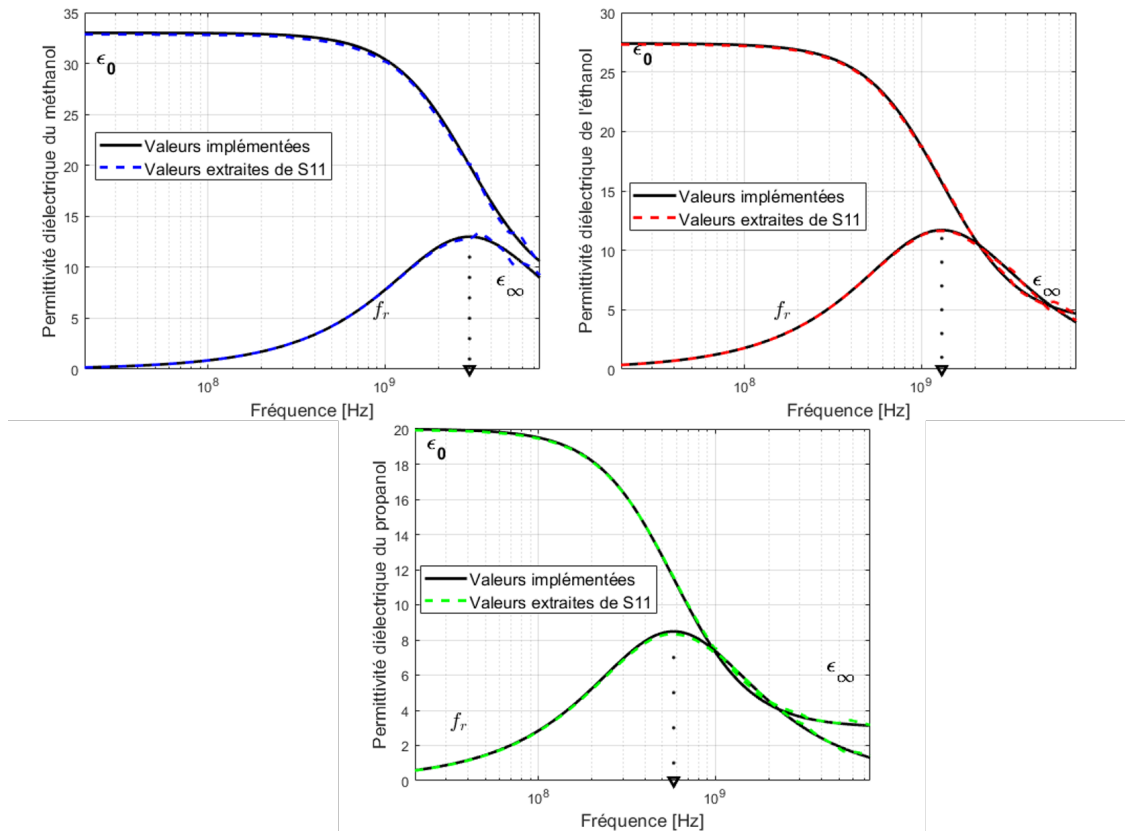 Permittivité diélectrique du méthanol
35
30
25
20
15
10
5
0
ϵ0
Valeurs implémentées
Valeurs extraites de S11
fr
ϵ∞
10^8
10^9
Fréquence [Hz]
Permittivité diélectrique de l'éthanol
30
25
20
15
10
5
0
ϵ0
Valeurs implémentées
Valeurs extraites de S11
fr
ϵ∞
10^8
10^9
Fréquence [Hz]
Permittivité diélectrique du propanol
20
18
16
14
12
10
8
6
4
2
0
ϵ0
Valeurs implémentées
Valeurs extraites de S11
fr
ϵ∞
10^8
10^9
Fréquence [Hz]